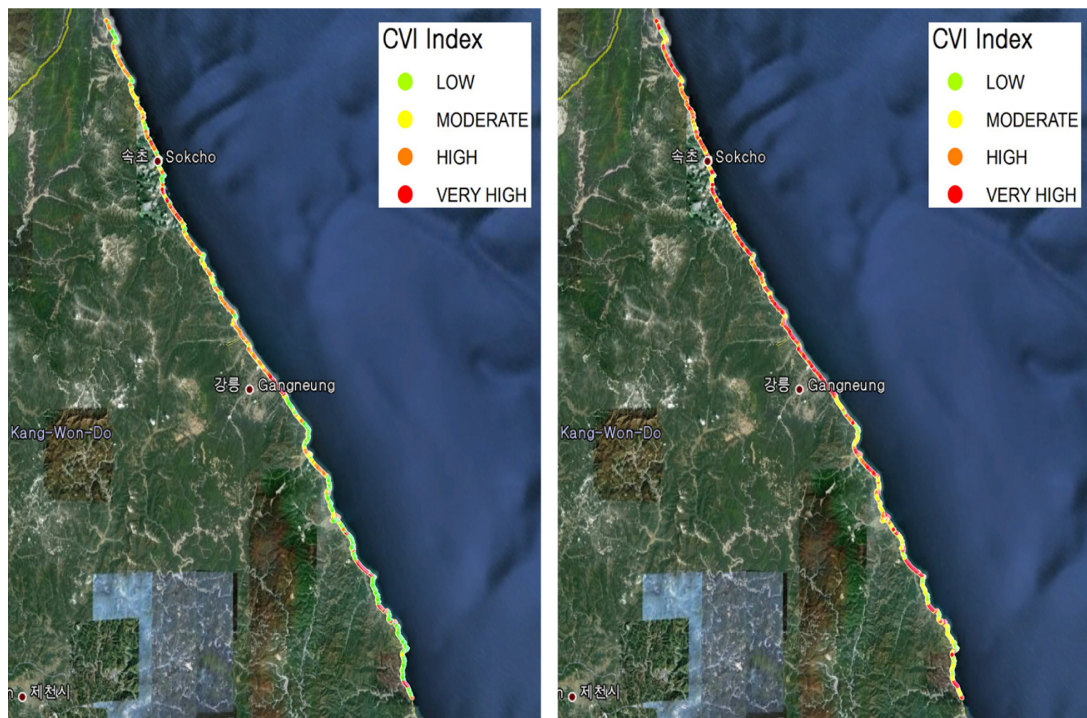 CVI Index
LOW
MODERATE
HIGH
VERY HIGH
속초 Sokcho
강릉 Gangneung
Kang-Won-Do
n 제천시
CVI Index
LOW
MODERATE
HIGH
VERY HIGH
속초 Sokcho
강릉 Gangneung
Kang-Won-Do
n 제천시